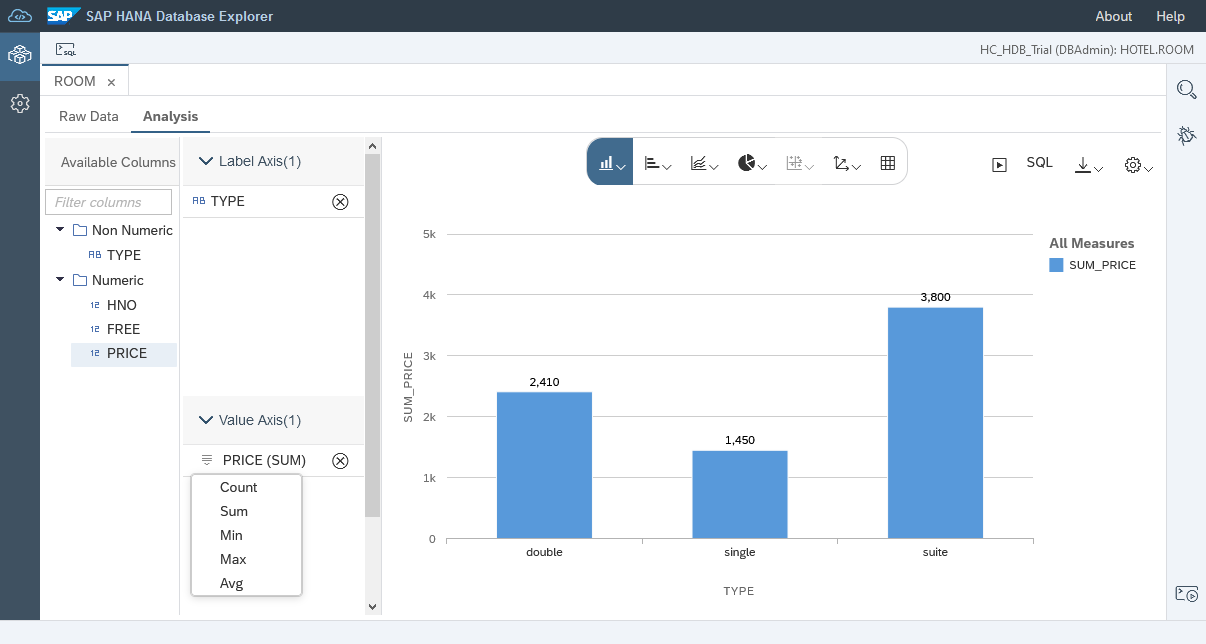 SAP SAP HANA Database Explorer About Help
SQL HC_HDB_Trial (DBAdmin): HOTEL.ROOM
ROOM
Raw Data Analysis
Available Columns
Filter columns
Non Numeric
AB TYPE
Numeric
12 HNO
12 FREE
12 PRICE
Label Axis(1)
AB TYPE
Value Axis(1)
PRICE (SUM)
Count
Sum
Min
Max
Avg
SQL
5k
4k
3k
2k
1k
0
SUM_PRICE
2,410
1,450
3,800
double single suite
TYPE
All Measures
SUM_PRICE